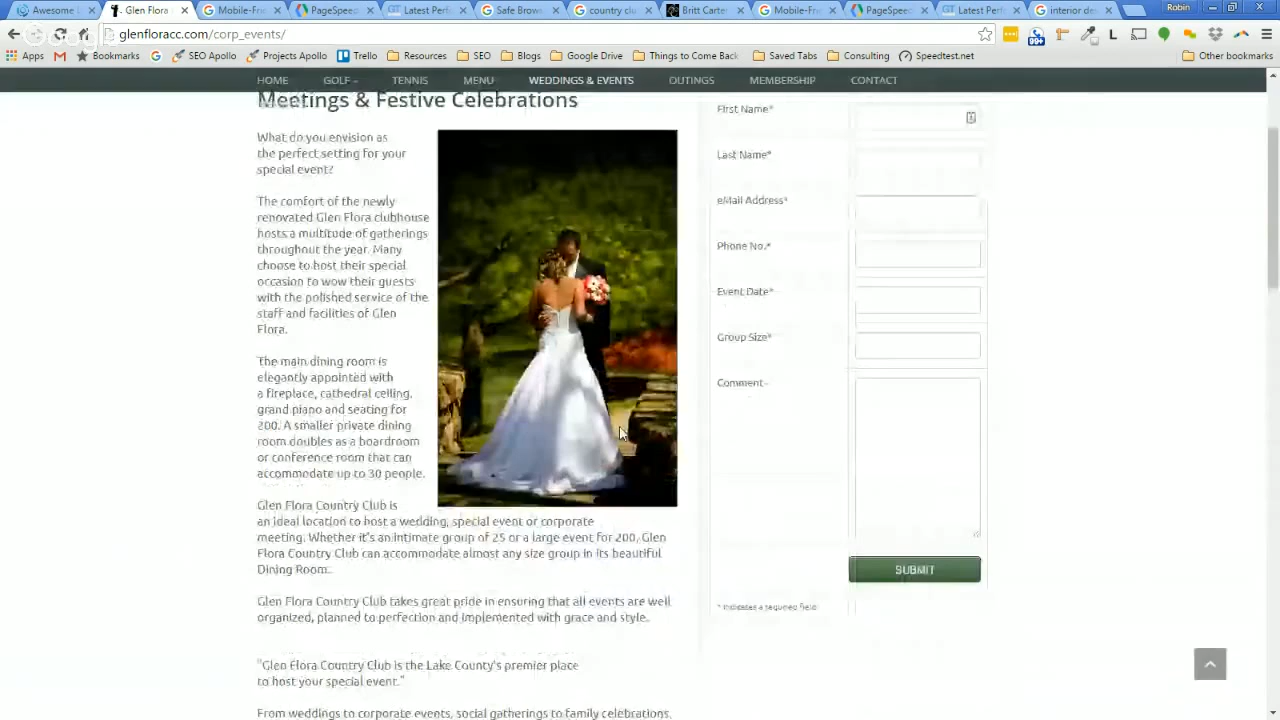 Awesome
Glen Flora
Mobile-Frie
PageSpeed
Latest Perf
Safe Brows
country clu
Britt Carter
Mobile-Frie
PageSpeed
Latest Perf
interior des
Robin
glenfloracc.com/corp_events/
99+
Apps
Bookmarks
SEO Apollo
Projects Apollo
Trello
Resources
SEO
Blogs
Google Drive
Things to Come Back
Saved Tabs
Consulting
Speedtest.net
Other bookmarks
HOME GOLF TENNIS MENU WEDDINGS & EVENTS OUTINGS MEMBERSHIP CONTACT
Meetings & Festive Celebrations
What do you envision as
the perfect setting for your
special event?
The comfort of the newly
renovated Glen Flora clubhouse
hosts a multitude of gatherings
throughout the year. Many
choose to host their special
occasion to wow their guests
with the polished service of the
staff and facilities of Glen
Flora.
The main dining room is
elegantly appointed with
a fireplace, cathedral ceiling,
grand piano and seating for
200. A smaller private dining
room doubles as a boardroom
or conference room that can
accommodate up to 30 people.
Glen Flora Country Club is
an ideal location to host a wedding, special event or corporate
meeting. Whether it's an intimate group of 25 or a large event for 200, Glen
Flora Country Club can accommodate almost any size group in its beautiful
Dining Room.
Glen Flora Country Club takes great pride in ensuring that all events are well
organized, planned to perfection and implemented with grace and style.
"Glen Flora Country Club is the Lake County's premier place
to host your special event."
From weddings to corporate events, social gatherings to family celebrations,
First Name*
Last Name*
eMail Address*
Phone No.*
Event Date*
Group Size*
Comment
SUBMIT
* indicates a required field